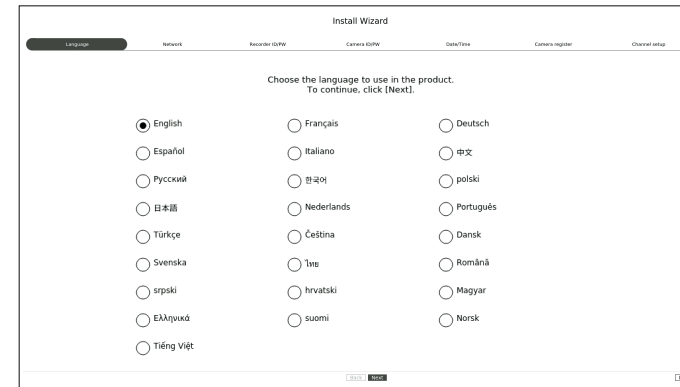 Install Wizard
Language Network Recorder ID/PW Camera ID/PW Date/Time Camera register Channel setup
Choose the language to use in the product.
To continue, click [Next].
English Français Deutsch
Español Italiano 中文
Русский 한국어 polski
日本語 Nederlands Português
Türkçe Čeština Dansk
Svenska ไทย Română
srpski hrvatski Magyar
Ελληνικά suomi Norsk
Tiếng Việt
Back Next